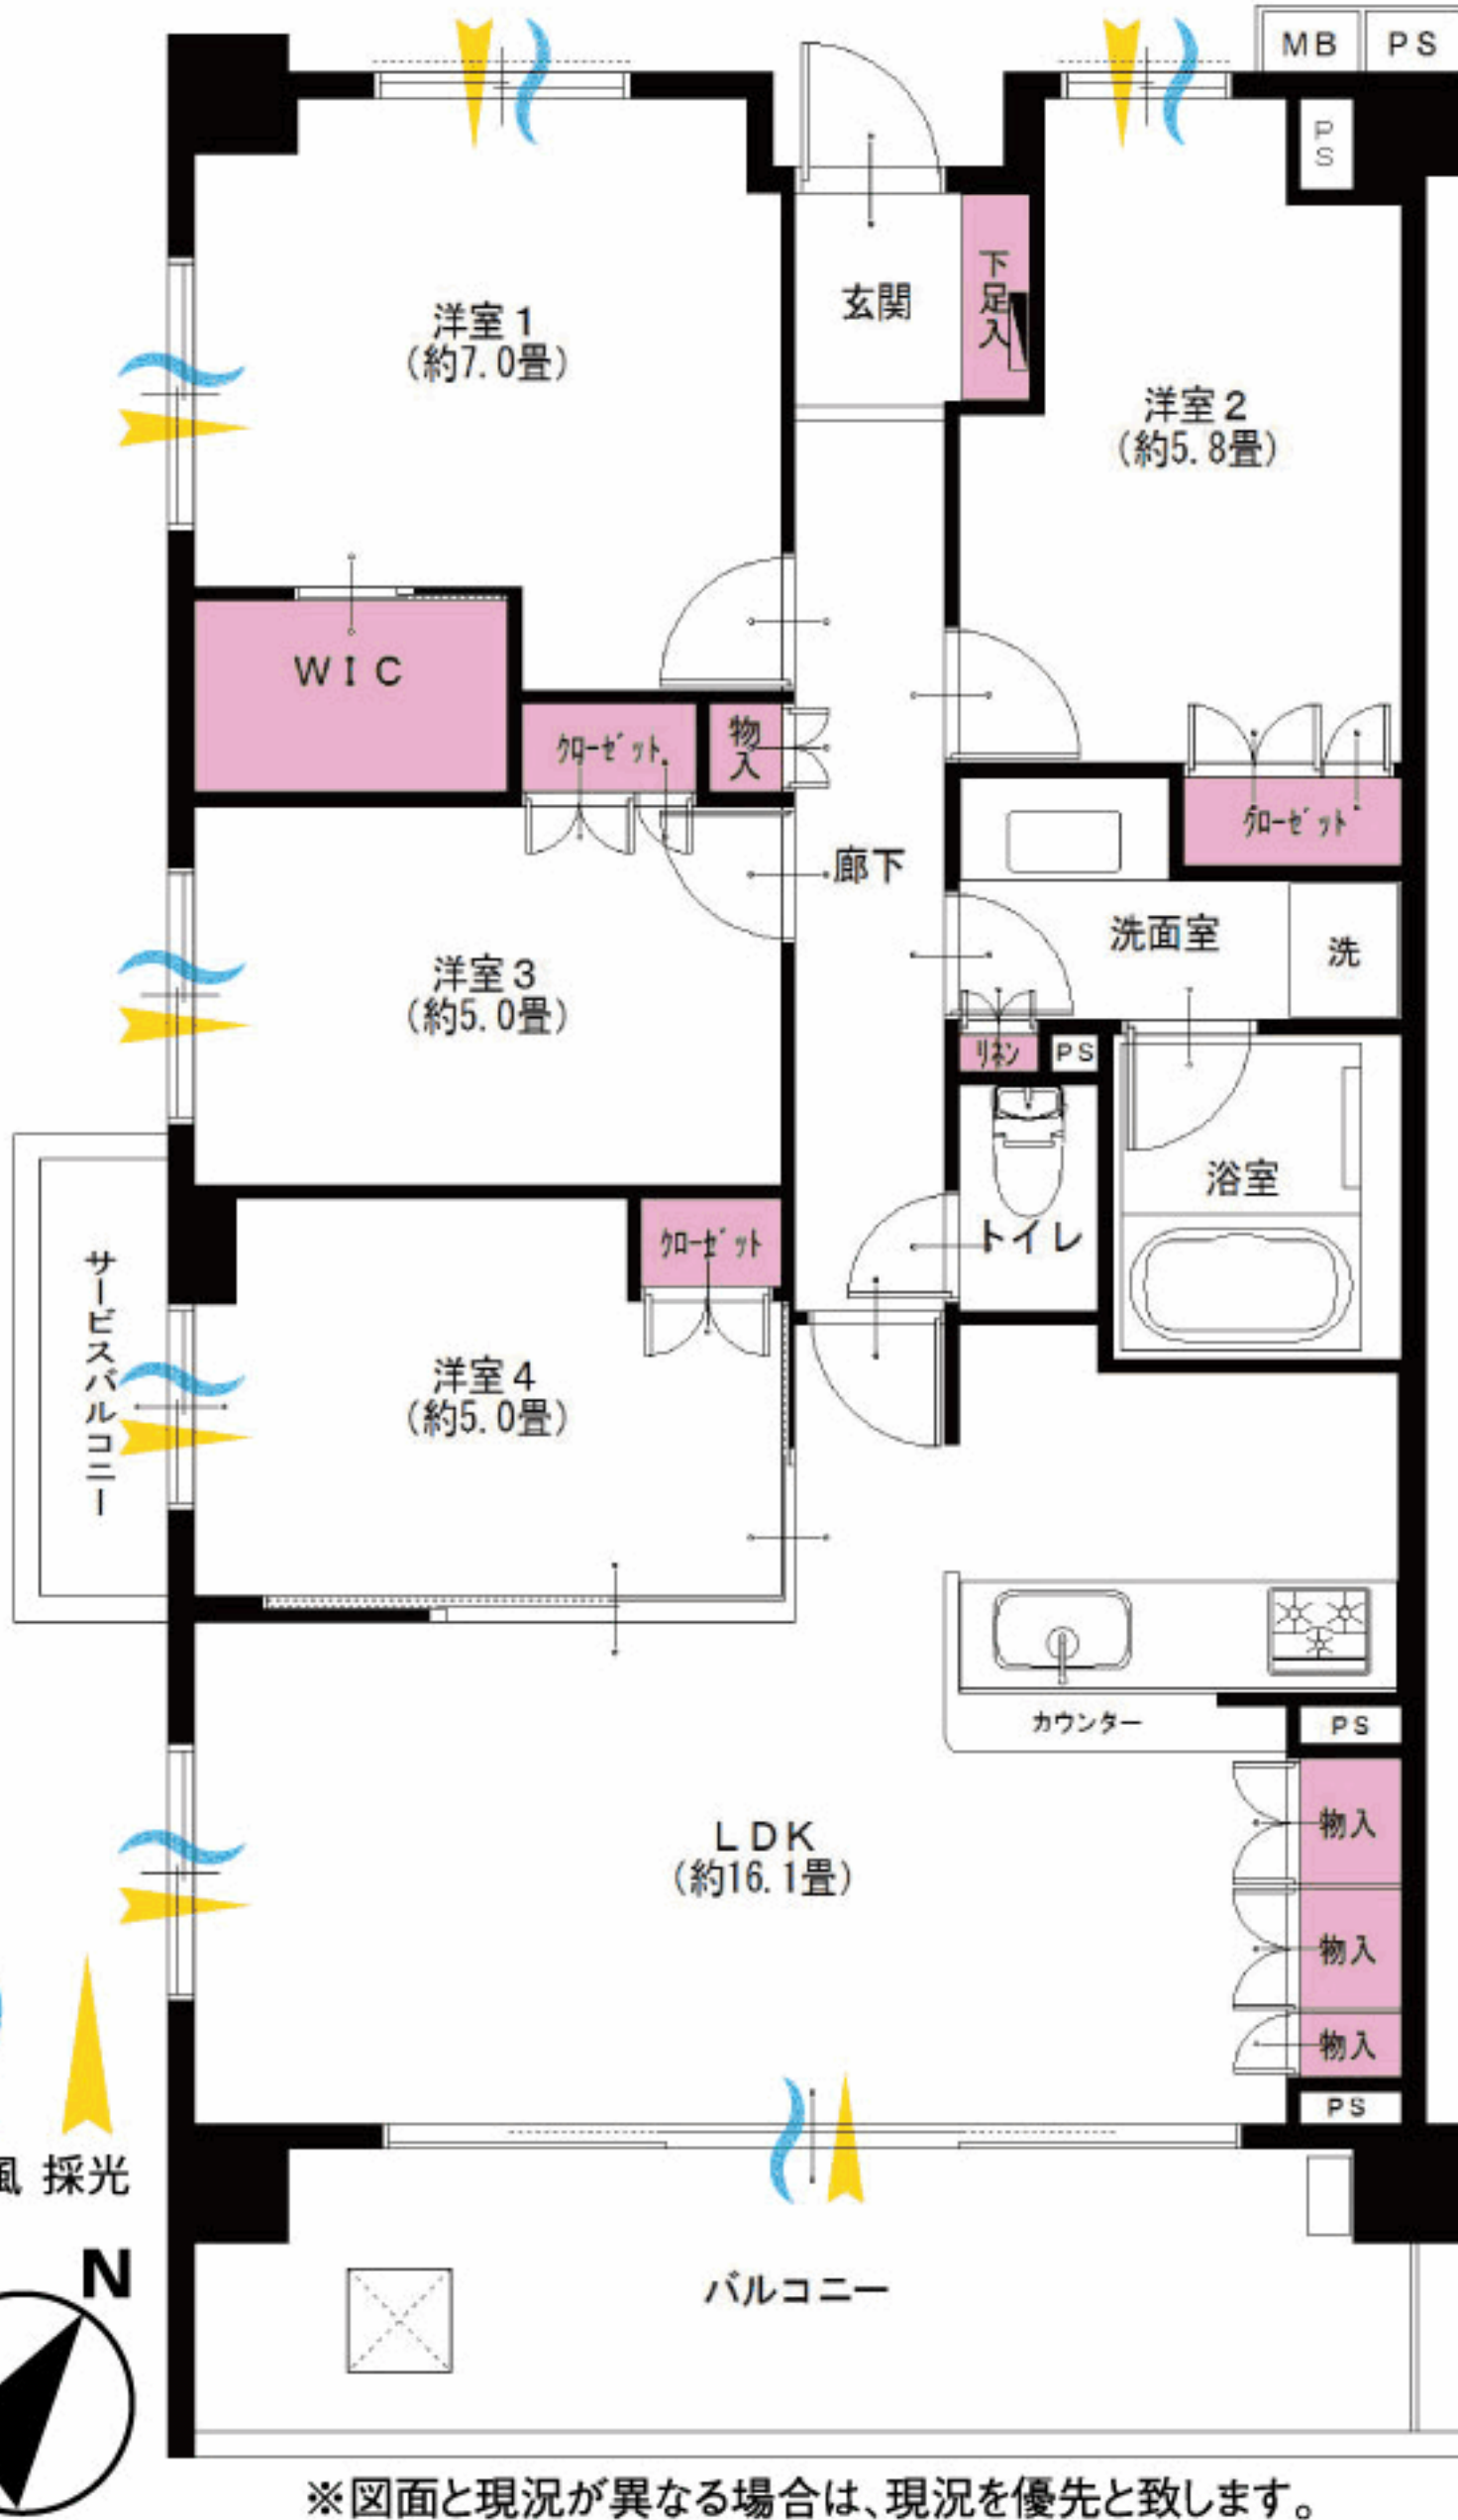 MB
PS
PS
洋室1
(約7.0畳)
玄関
下足入
洋室2
(約5.8畳)
WIC
クローゼット
物入
クローゼット
廊下
洗面室
洗
洋室3
(約5.0畳)
リネン
PS
浴室
トイレ
クローゼット
サービスバルコニー
洋室4
(約5.0畳)
カウンター
PS
物入
LDK
(約16.1畳)
物入
物入
PS
風 採光
N
バルコニー
※図面と現況が異なる場合は、現況を優先と致します。